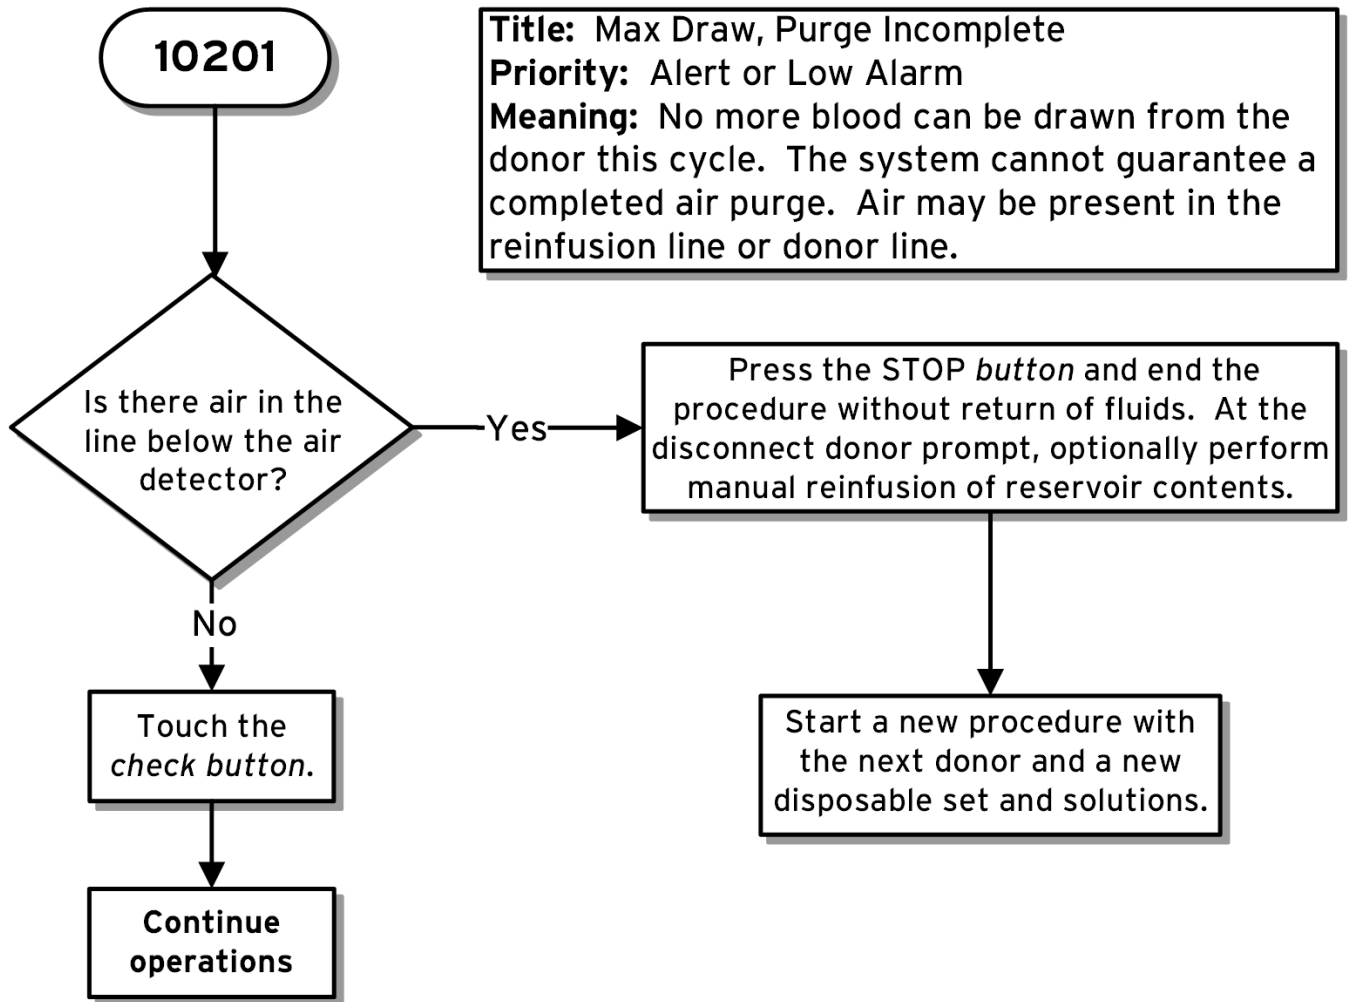 10201
Title: Max Draw, Purge Incomplete
Priority: Alert or Low Alarm
Meaning: No more blood can be drawn from the
donor this cycle. The system cannot guarantee a
completed air purge. Air may be present in the
reinfusion line or donor line.
Is there air in the
line below the air
detector?
Yes
Press the STOP button and end the
procedure without return of fluids. At the
disconnect donor prompt, optionally perform
manual reinfusion of reservoir contents.
No
Touch the
check button.
Start a new procedure with
the next donor and a new
disposable set and solutions.
Continue
operations